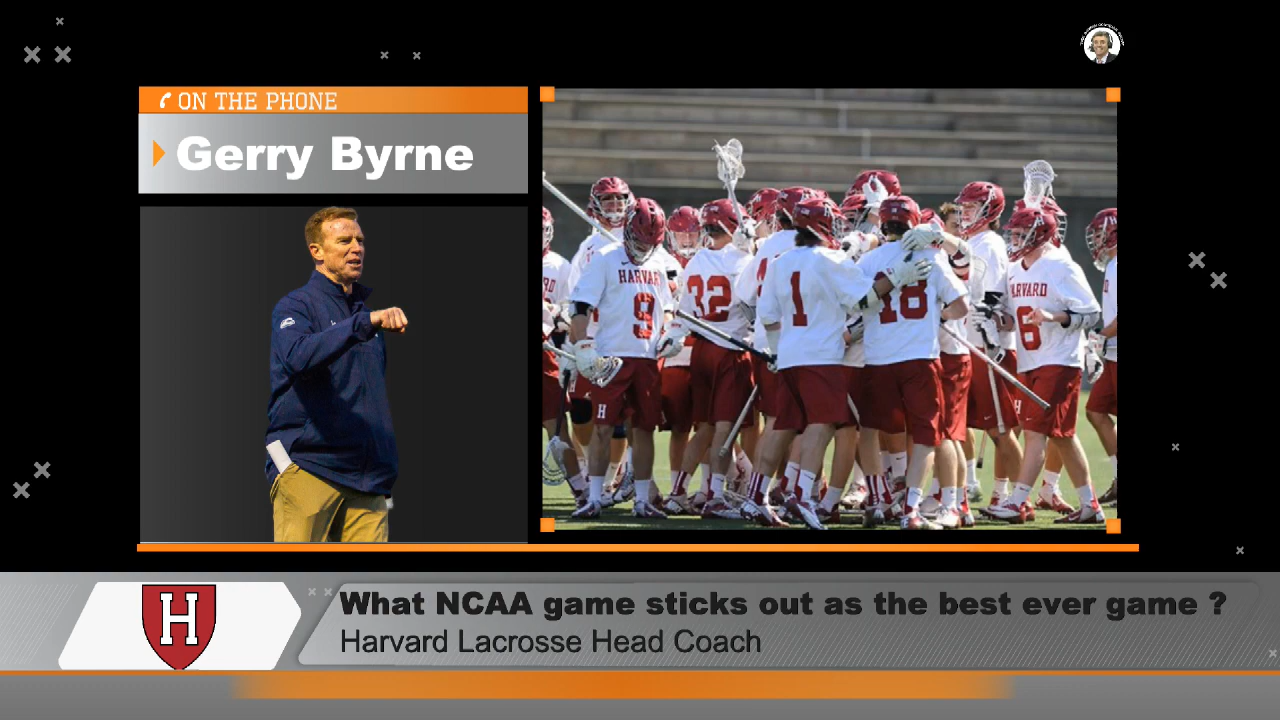 ON THE PHONE
Gerry Byrne
HARVARD
9
32
1
18
HARVARD
6
H
H
What NCAA game sticks out as the best ever game ?
Harvard Lacrosse Head Coach